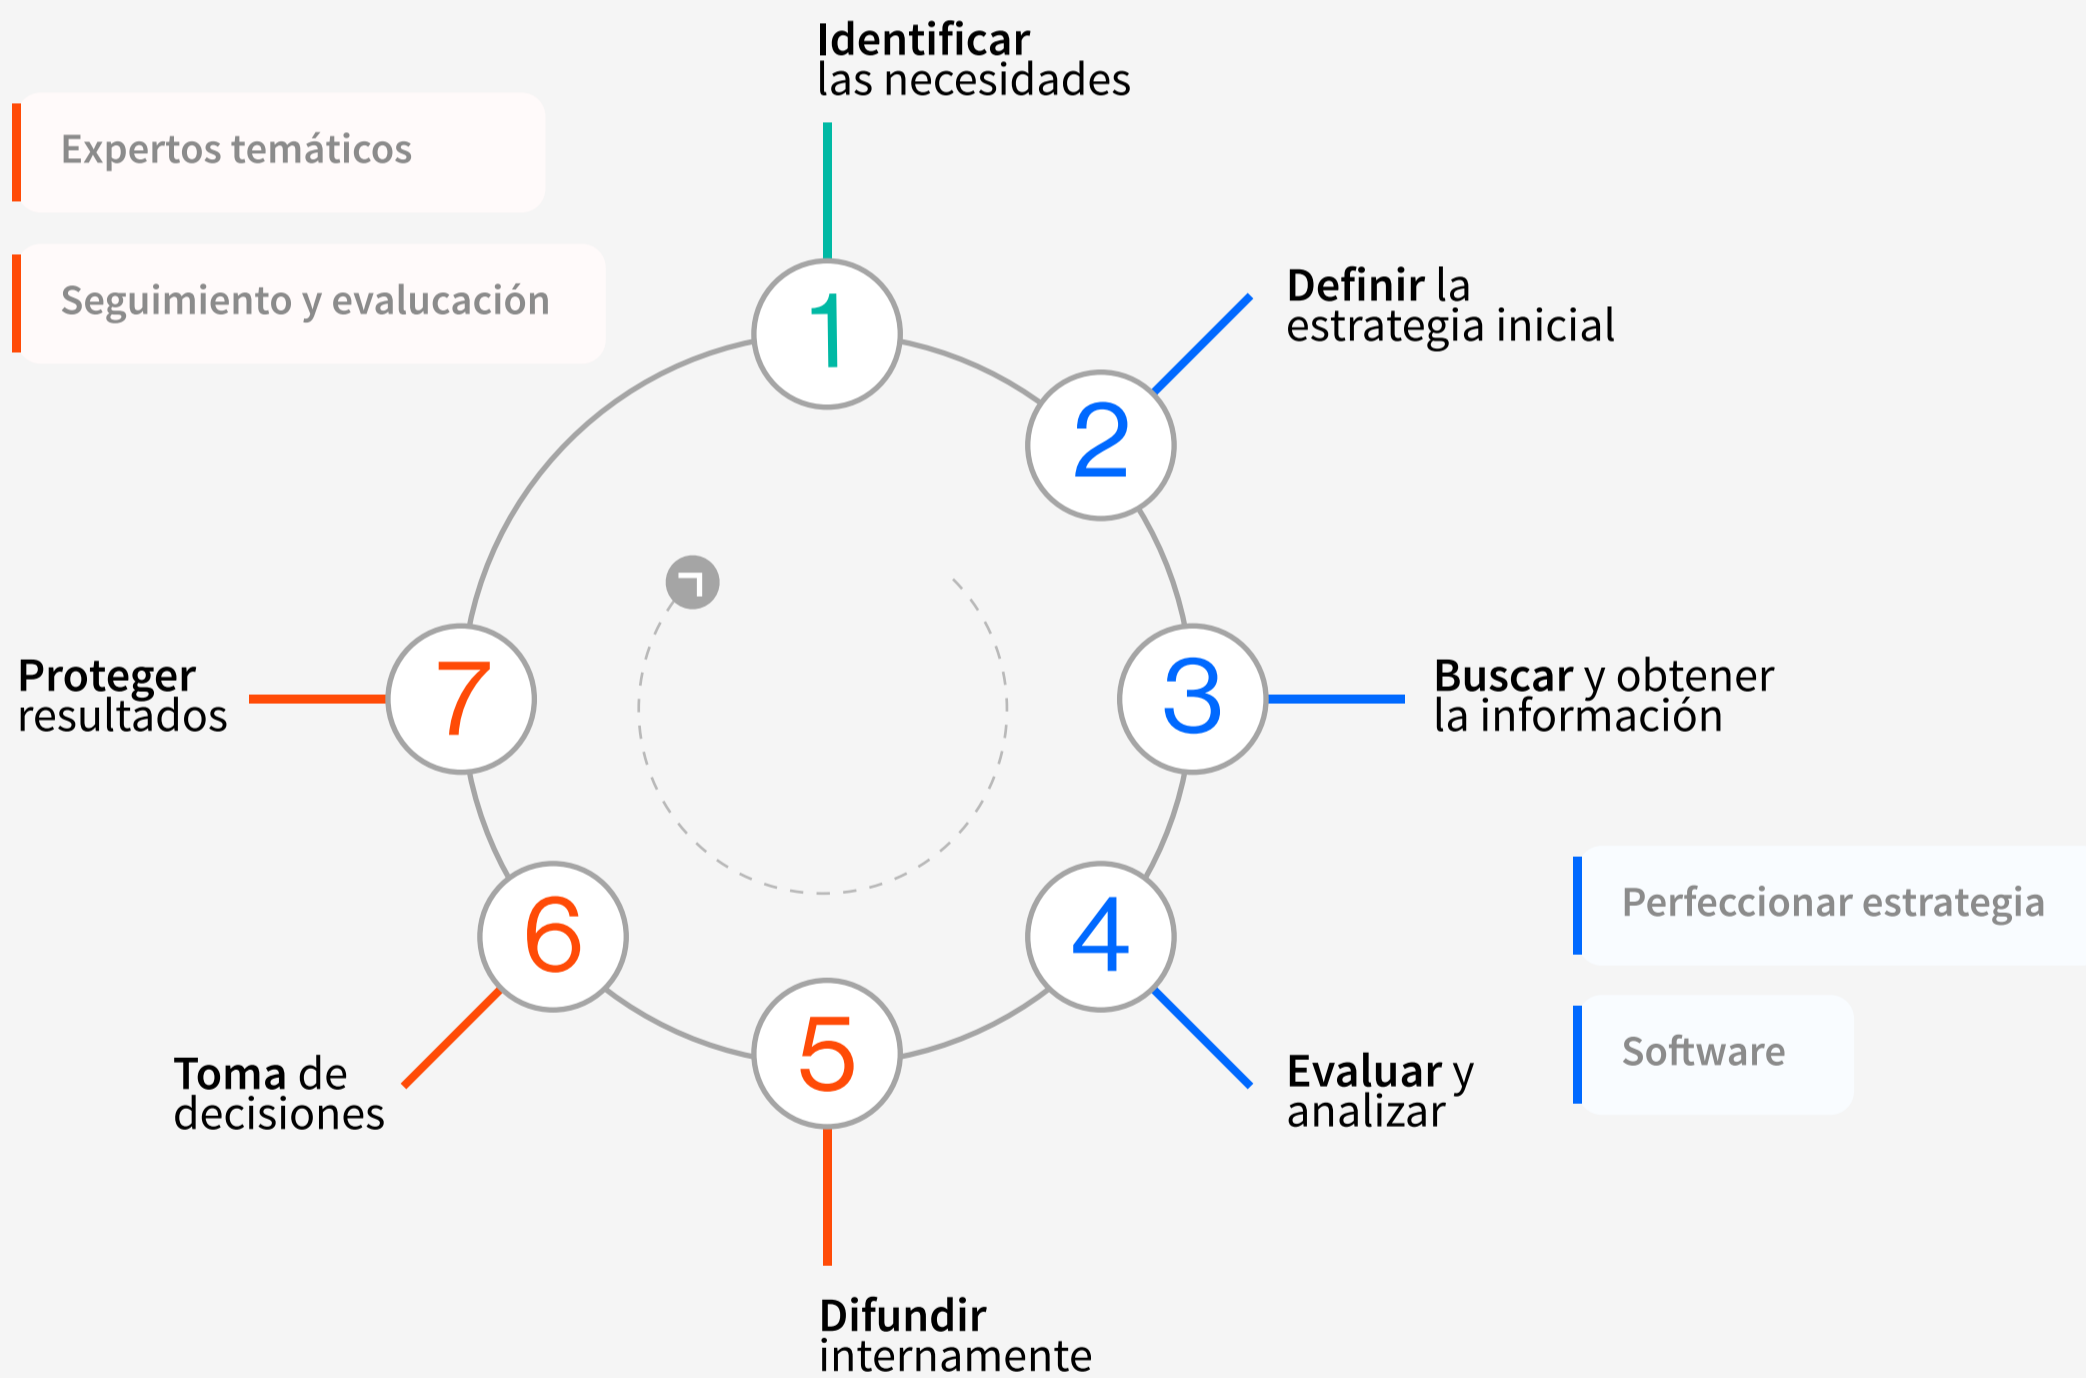 Identificar
las necesidades
Expertos temáticos
Seguimiento y evalucación
1
Definir la
estrategia inicial
2
Buscar y obtener
la información
3
Proteger
resultados
7
Perfeccionar estrategia
Software
4
Evaluar y
analizar
6
Toma de
decisiones
5
Difundir
internamente